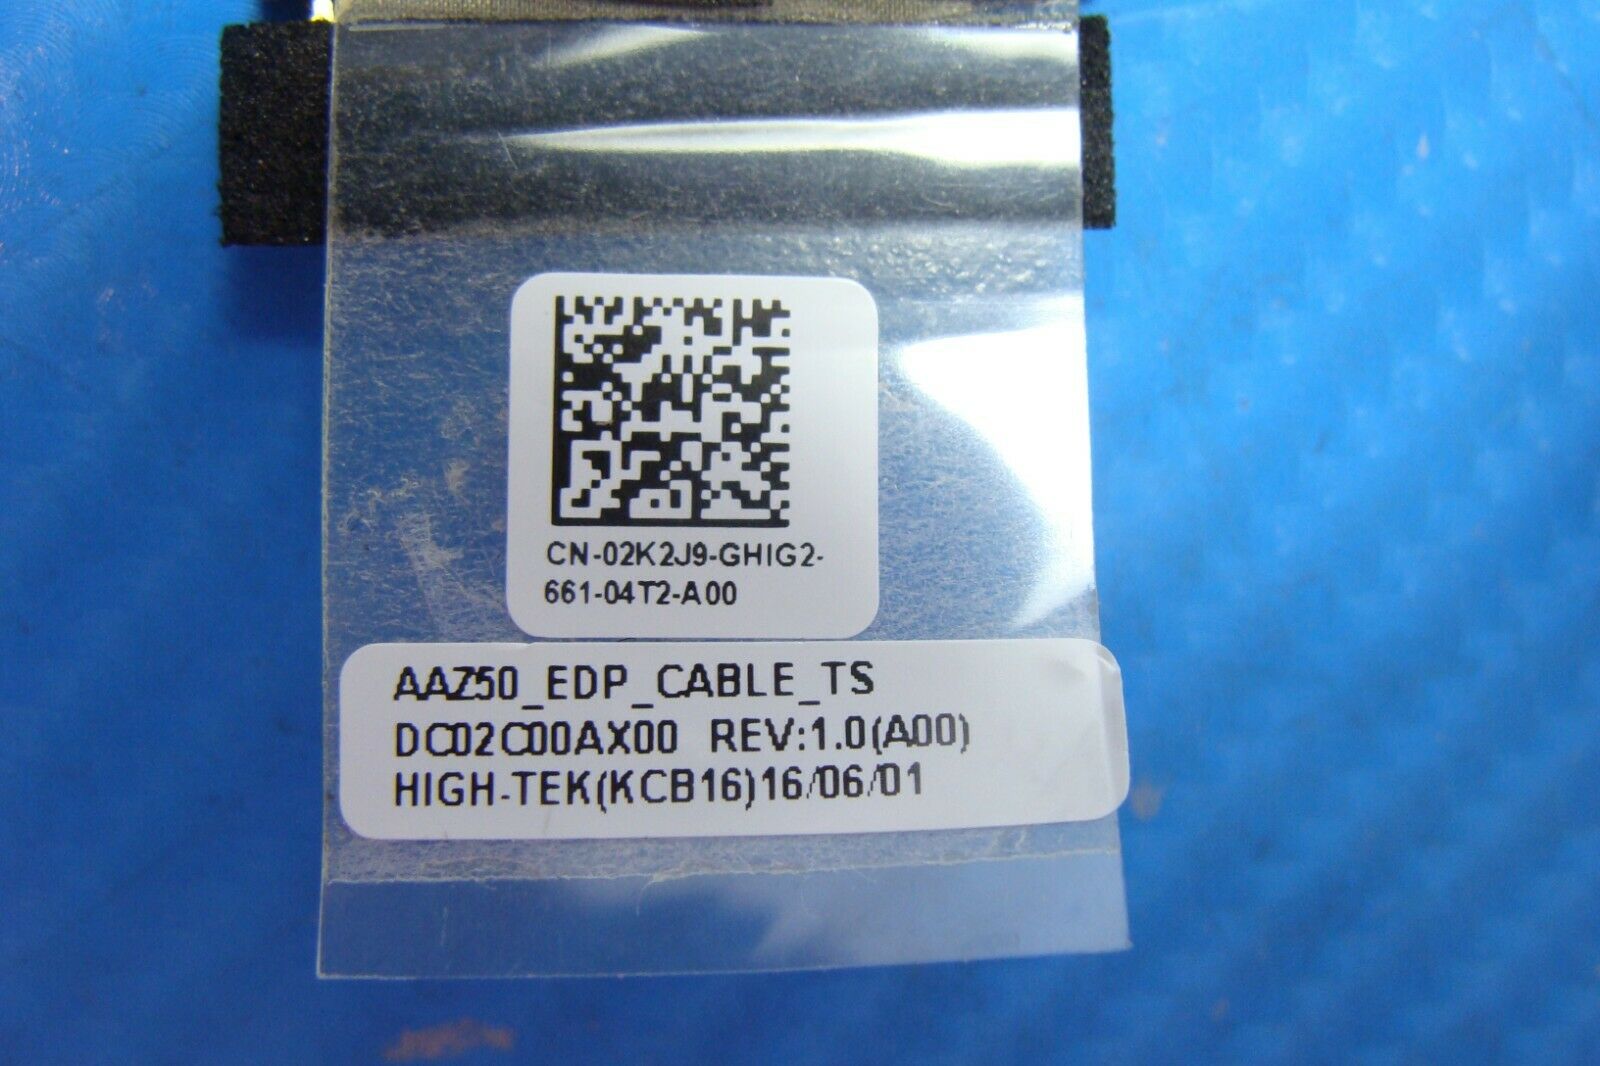 CN-02K2J9-GHIG2-
661-04T2-A00
AAZ50_EDP_CABLE_TS
DC02C00AX00 REV:1.0(A00)
HIGH-TEK(KCB16)16/06/01